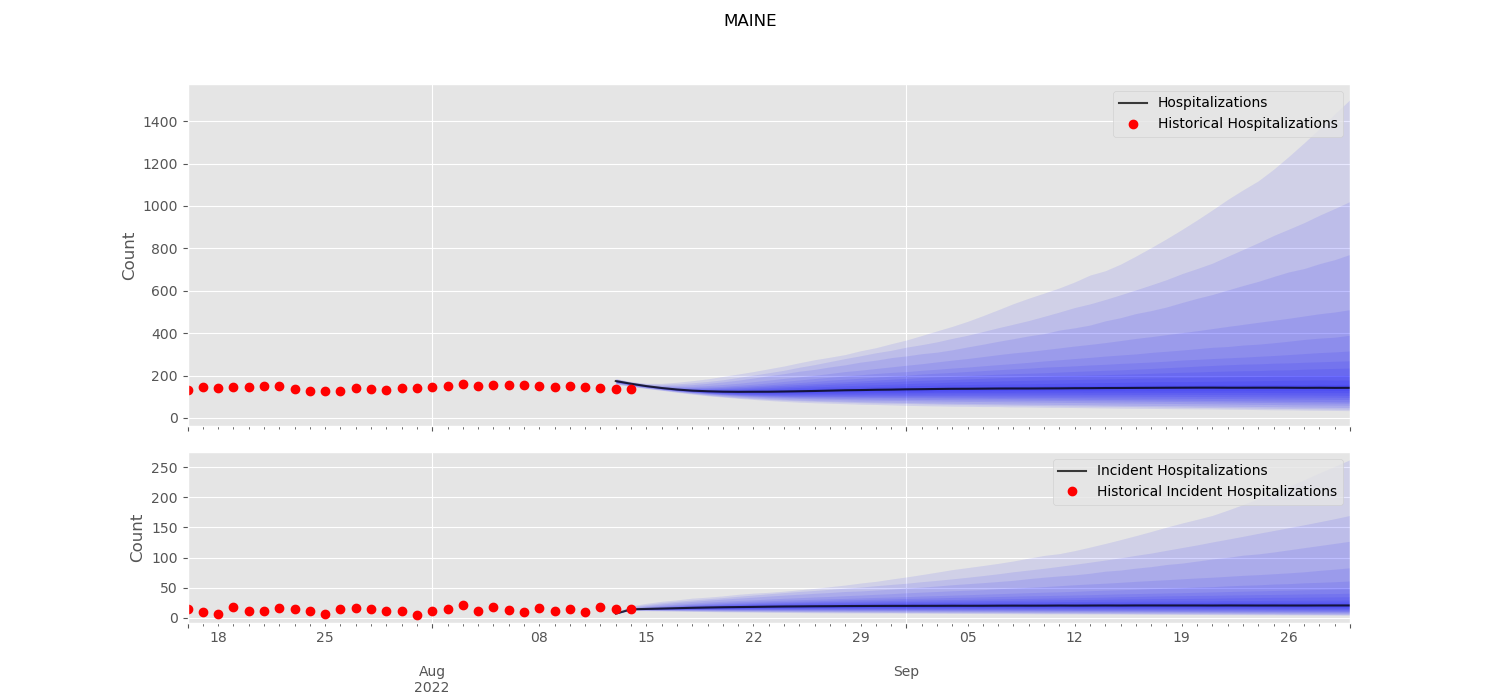 MAINE
Hospitalizations
Historical Hospitalizations
1400
1200
1000
800
600
400
200
0
Count
Incident Hospitalizations
Historical Incident Hospitalizations
250
200
150
100
50
0
Count
18 25 08 15 22 29 05 12 19 26
Aug Sep
2022